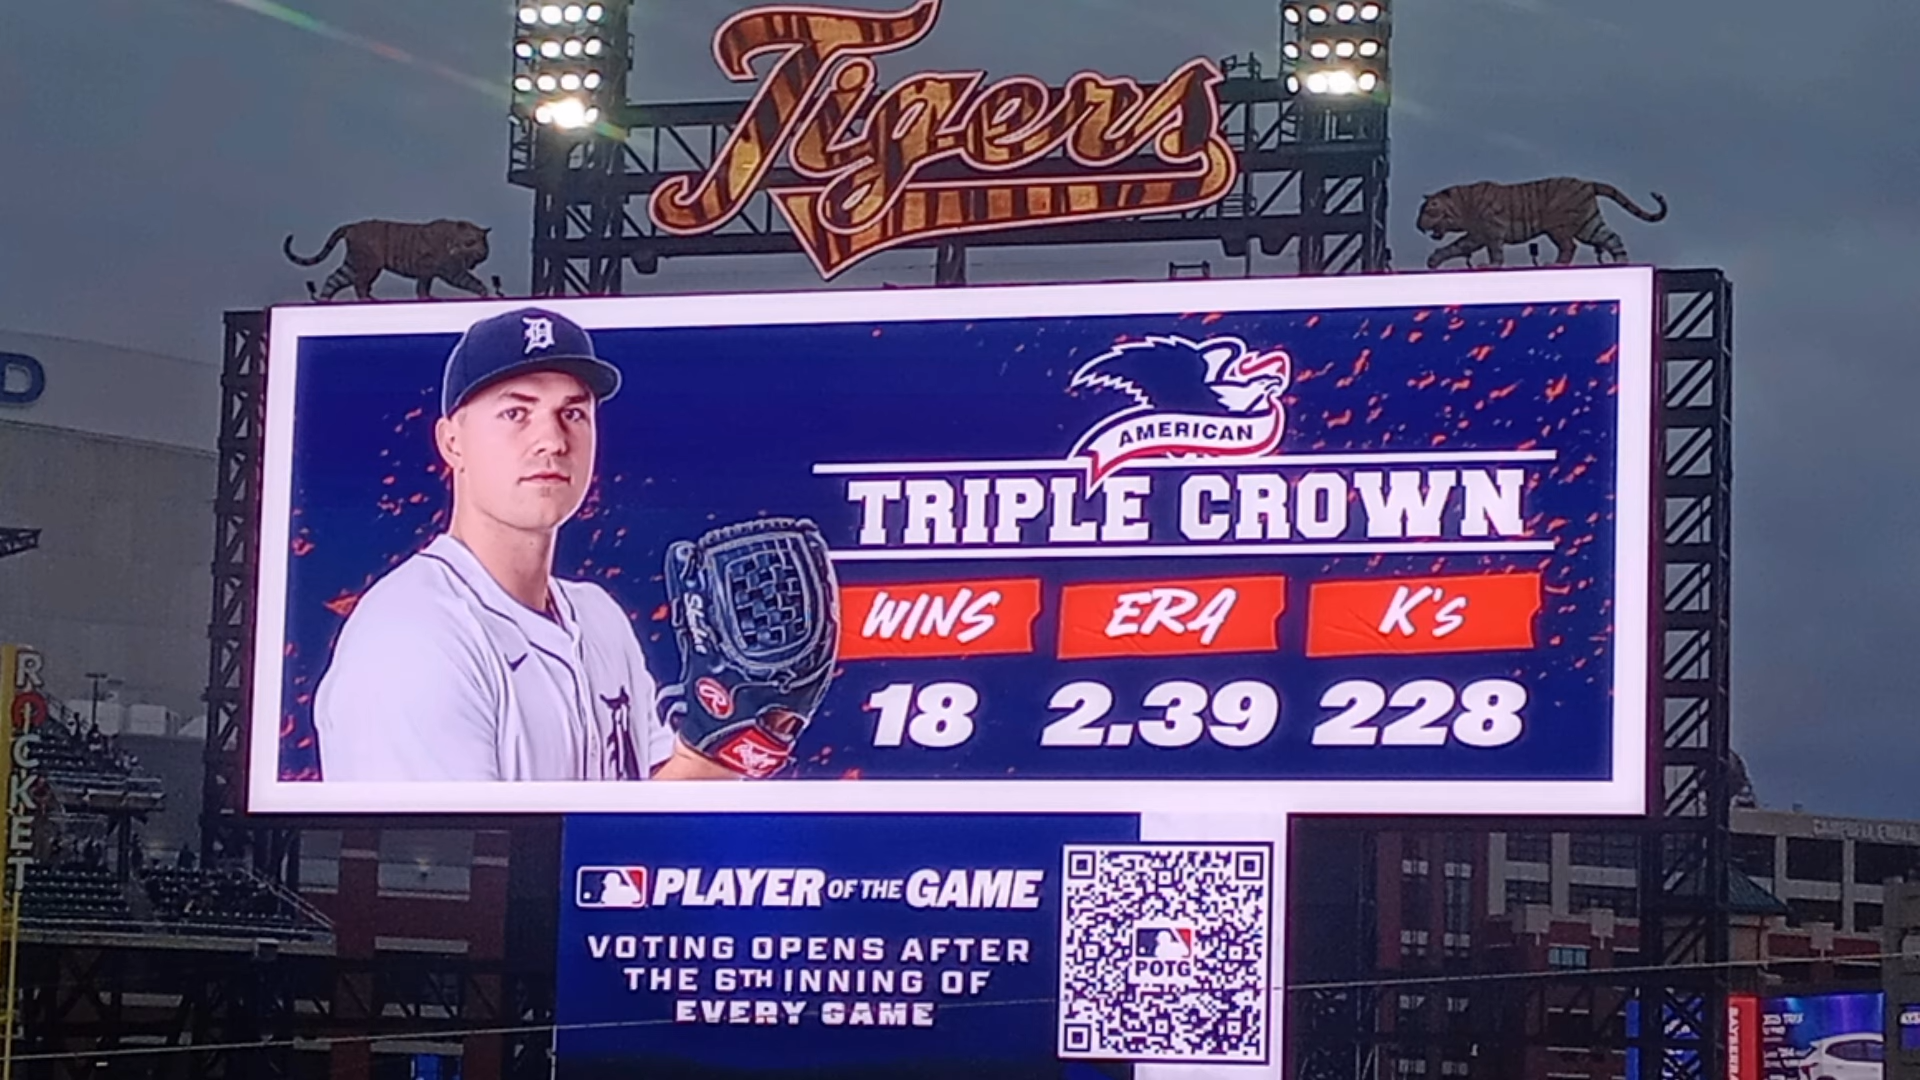 Tigers
D
AMERICAN
TRIPLE CROWN
WINS ERA K's
18 2.39 228
ROCKET
PLAYER OF THE GAME
VOTING OPENS AFTER
THE 6TH INNING OF
EVERY GAME
POTG